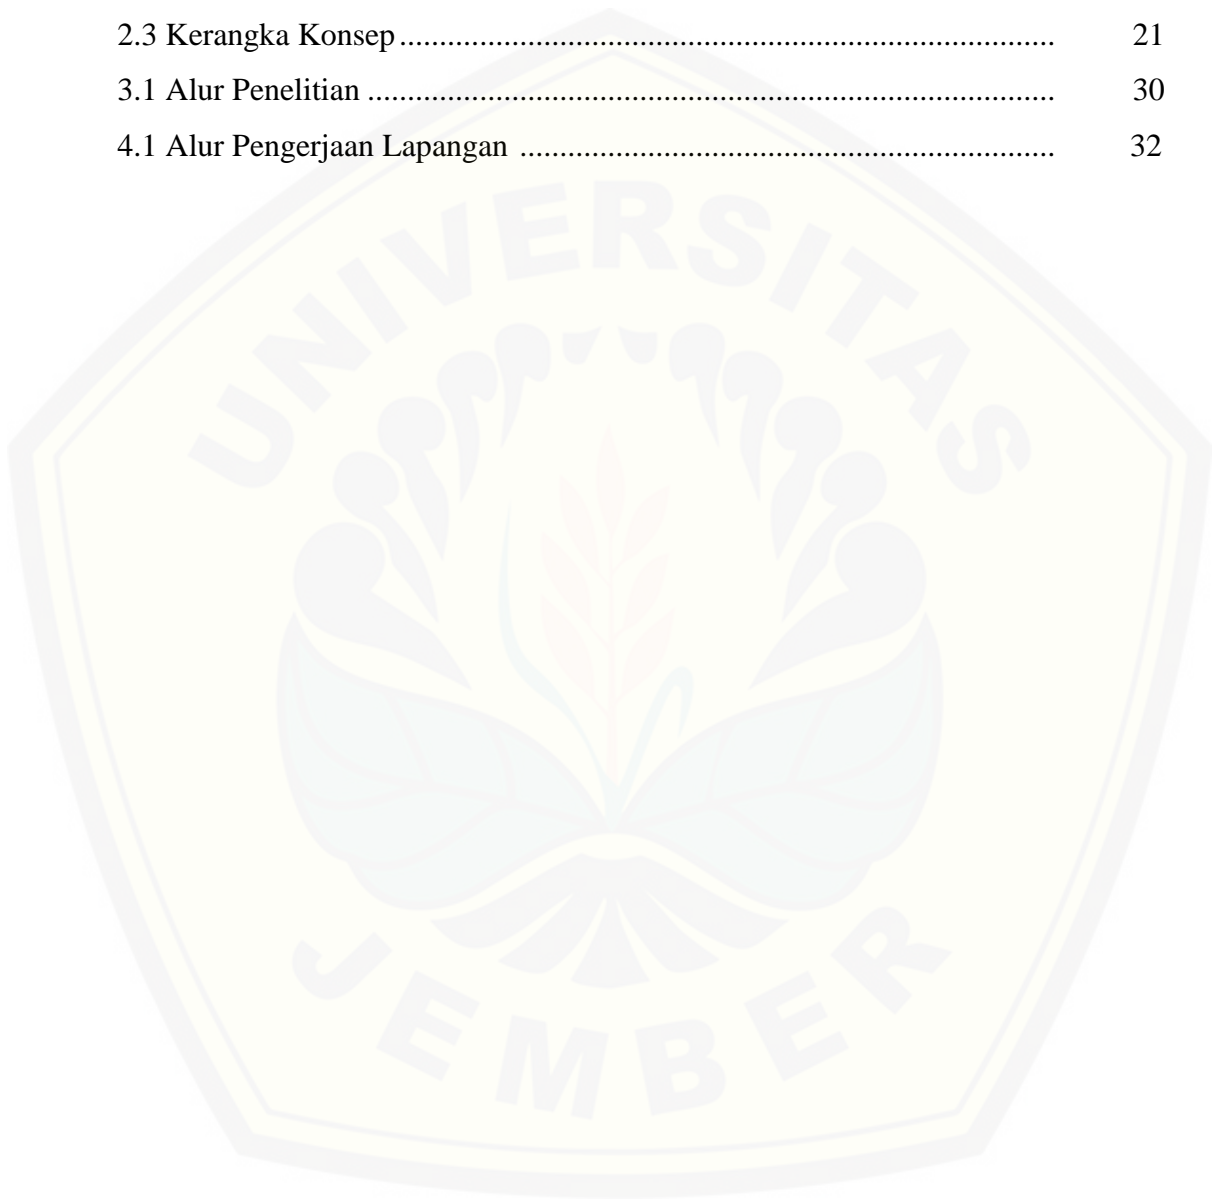 2.3 Kerangka Konsep.................................................................................. 21
3.1 Alur Penelitian ...................................................................................... 30
4.1 Alur Pengerjaan Lapangan ................................................................... 32
UNIVERSITAS
JEMBER